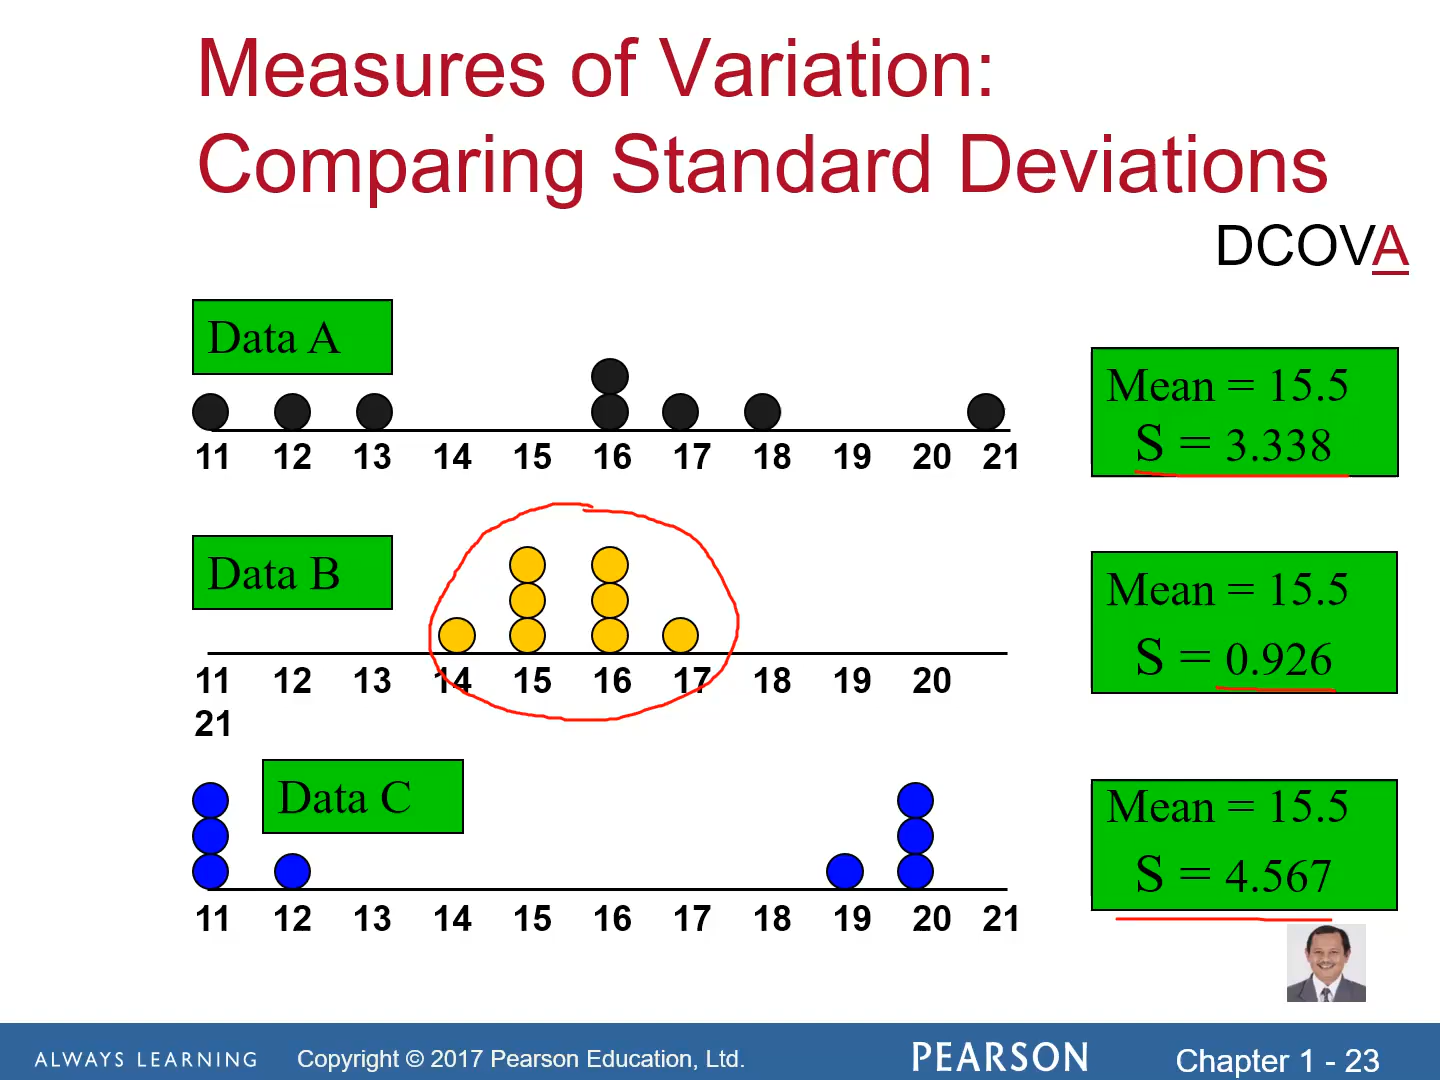 Measures of Variation:
Comparing Standard Deviations
DCOVA
Data A
11 12 13 14 15 16 17 18 19 20 21
Mean = 15.5
S = 3.338
Data B
11 12 13 14 15 16 17 18 19 20
21
Mean = 15.5
S = 0.926
Data C
11 12 13 14 15 16 17 18 19 20 21
Mean = 15.5
S = 4.567
ALWAYS LEARNING
Copyright © 2017 Pearson Education, Ltd.
PEARSON
Chapter 1 - 23